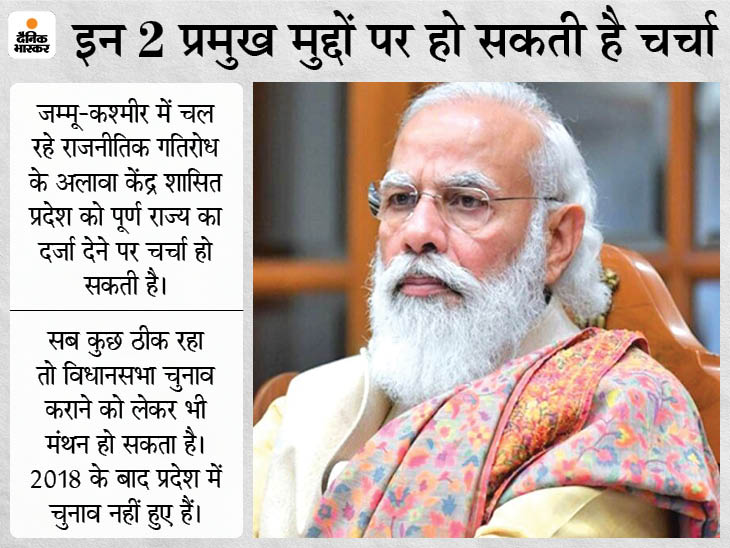 दैनिक
भास्कर
इन 2 प्रमुख मुद्दों पर हो सकती है चर्चा
जम्मू-कश्मीर में चल
रहे राजनीतिक गतिरोध
के अलावा केंद्र शासित
प्रदेश को पूर्ण राज्य का
दर्जा देने पर चर्चा हो
सकती है।
सब कुछ ठीक रहा
तो विधानसभा चुनाव
कराने को लेकर भी
मंथन हो सकता है।
2018 के बाद प्रदेश में
चुनाव नहीं हुए हैं।